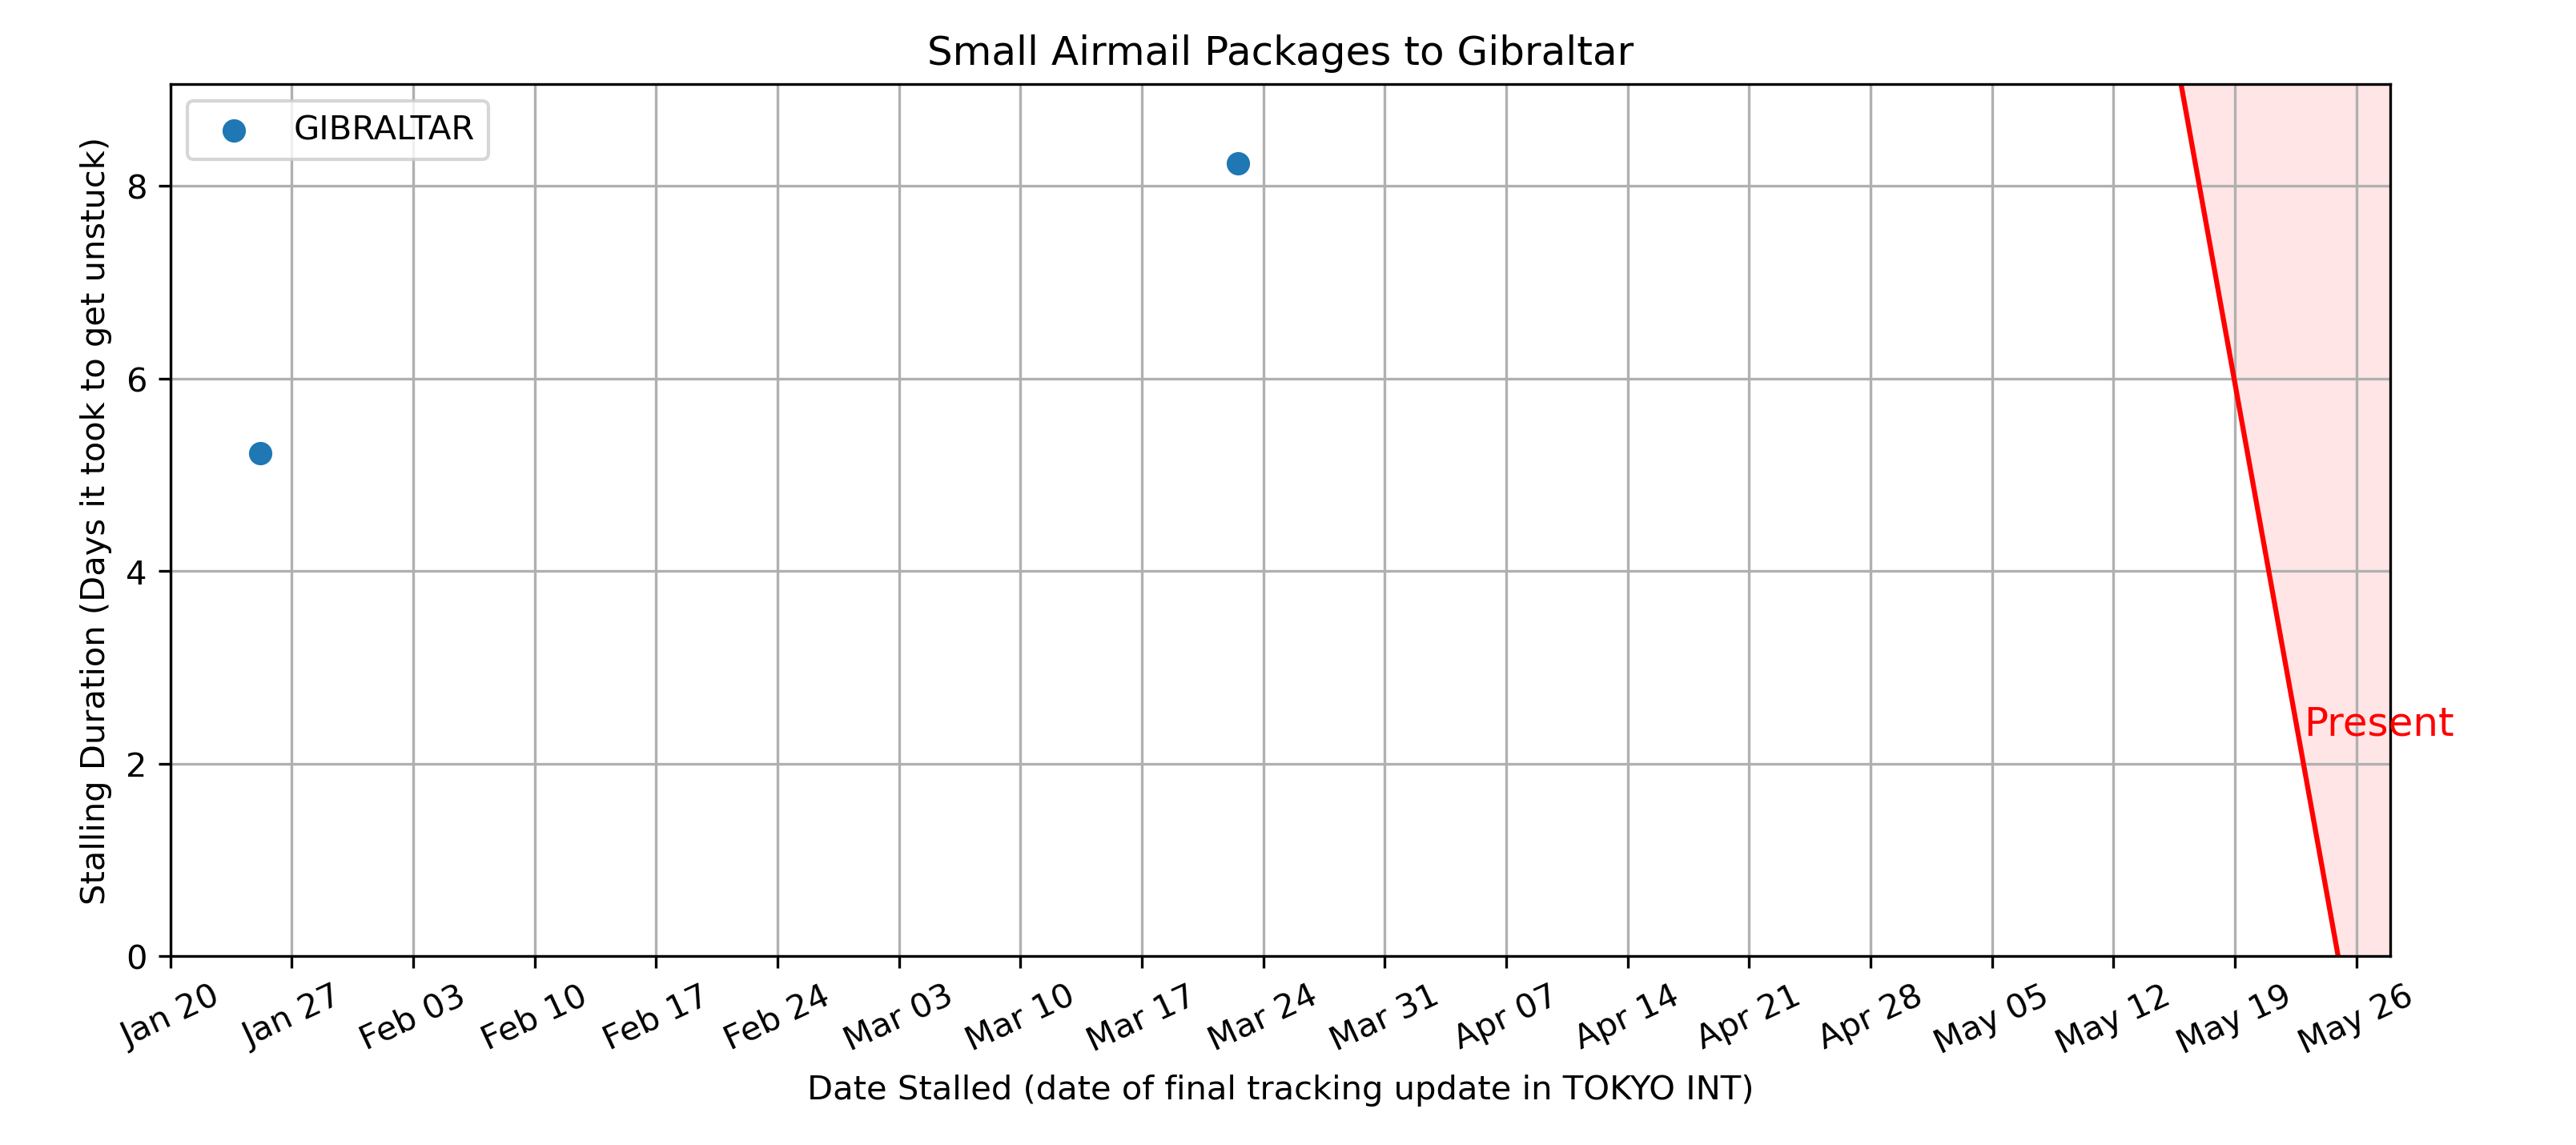 Small Airmail Packages to Gibraltar
GIBRALTAR
Stalling Duration (Days it took to get unstuck)
8
6
4
2
0
Present
Jan 20 Jan 27 Feb 03 Feb 10 Feb 17 Feb 24 Mar 03 Mar 10 Mar 17 Mar 24 Mar 31 Apr 07 Apr 14 Apr 21 Apr 28 May 05 May 12 May 19 May 26
Date Stalled (date of final tracking update in TOKYO INT)